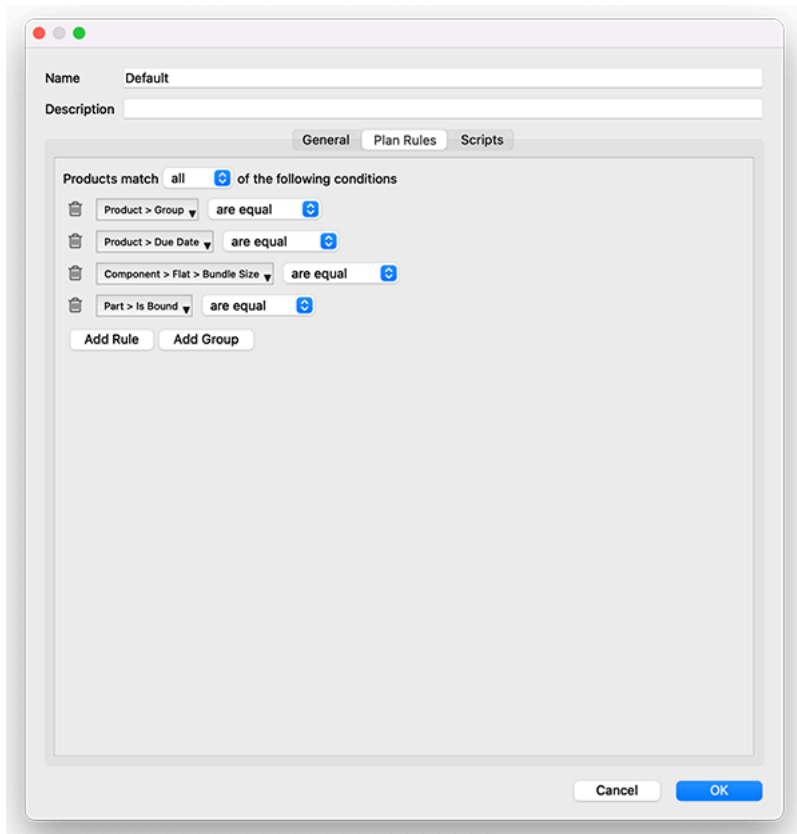 Name Default
Description
General Plan Rules Scripts
Products match all of the following conditions
Product > Group are equal
Product > Due Date are equal
Component > Flat > Bundle Size are equal
Part > Is Bound are equal
Add Rule Add Group
Cancel OK